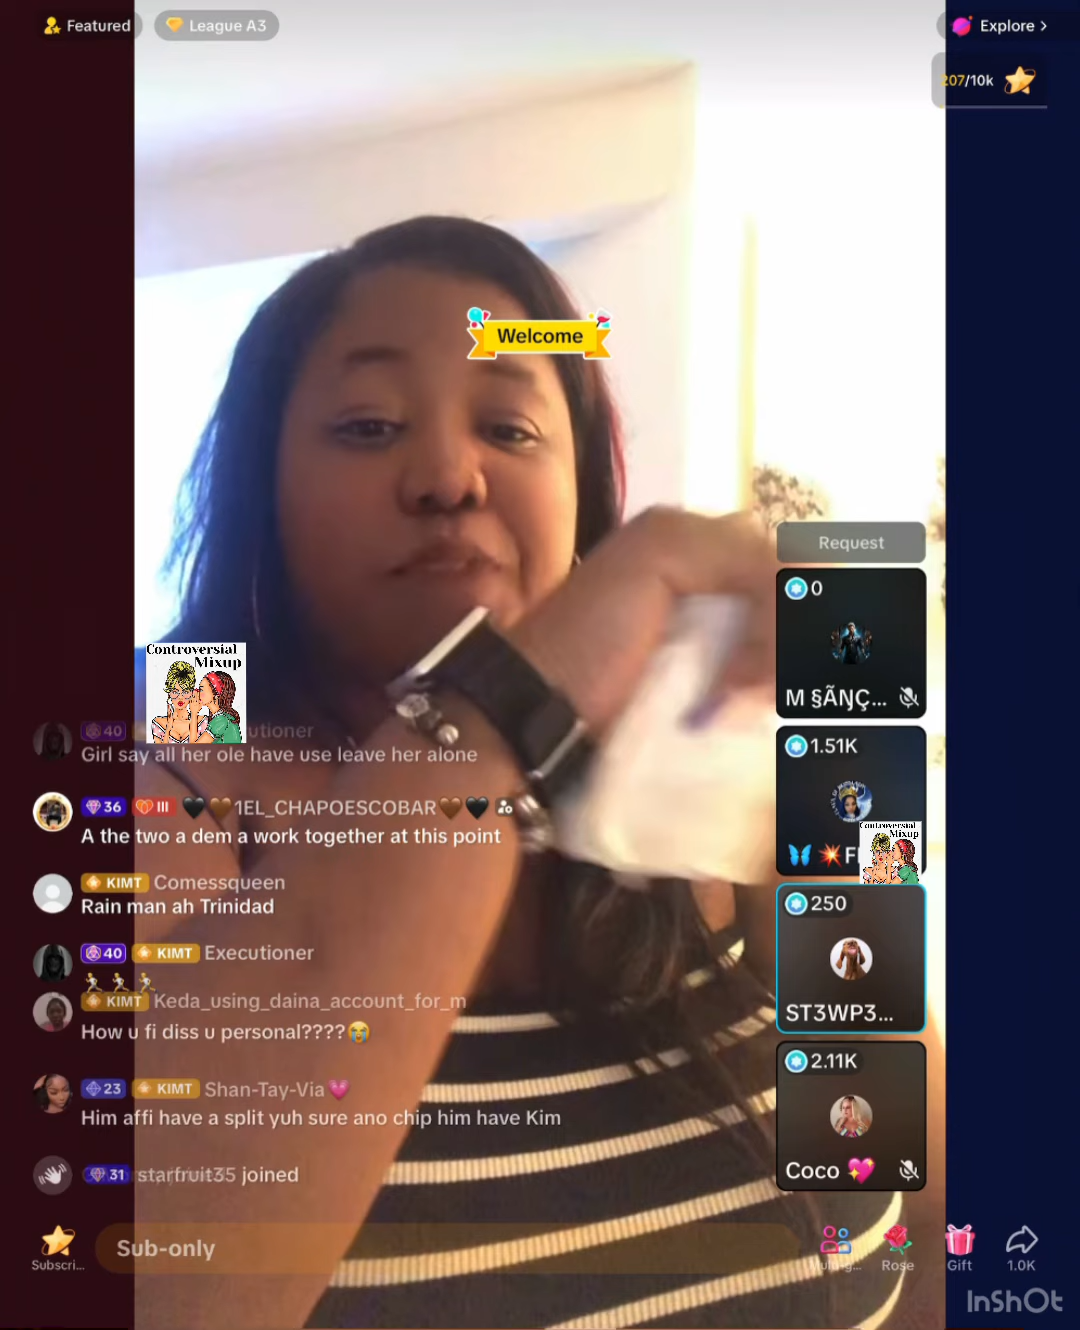 Featured
League A3
Explore >
207/10k
Welcome
Request
0
M §ÃŊÇ...
1.51K
Controversial
Mixup
Controversial
Mixup
250
ST3WP3...
2.11K
Coco
40
Girl say all her ole have use leave her alone
36 III 1EL_CHAPOESCOBAR
A the two a dem a work together at this point
KIMT Comessqueen
Rain man ah Trinidad
40 KIMT Executioner
KIMT Keda_using_daina_account_for_m
How u fi diss u personal????😭
23 KIMT Shan-Tay-Via💗
Him affi have a split yuh sure ano chip him have Kim
31 starfruit35 joined
Sub-only
Subscri...
Rose
Gift
1.0K
InShOt